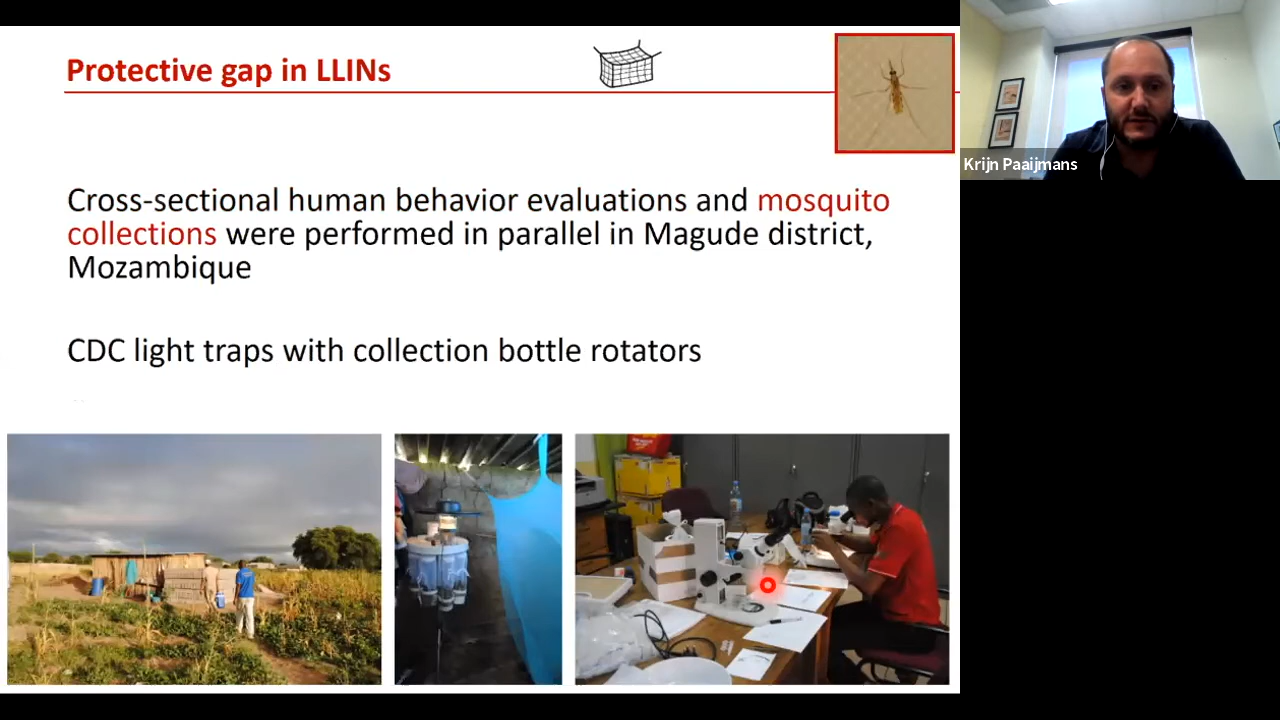 Protective gap in LLINs
Cross-sectional human behavior evaluations and mosquito
collections were performed in parallel in Magude district,
Mozambique
CDC light traps with collection bottle rotators
Krijn Paaijmans